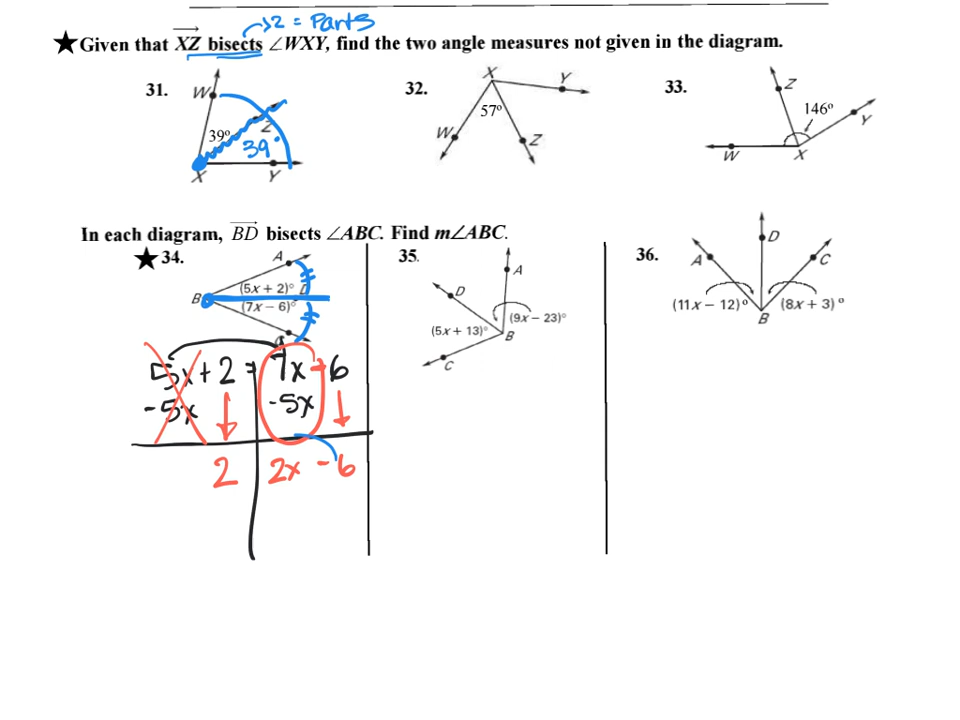 →2 = Parts
★Given that XZ bisects ∠WXY, find the two angle measures not given in the diagram.
31.
W
39°
Z
39°
X
Y
32.
X
Y
57°
W
Z
33.
Z
146°
Y
W
X
In each diagram, BD bisects ∠ABC. Find m∠ABC.
★34.
A
(5x + 2)°
D
B
(7x – 6)°
5x + 2 = 7x - 6
-5x
-5x
2
2x - 6
35.
A
D
(9x – 23)°
(5x + 13)°
B
C
36.
D
A
C
(11x – 12)°
(8x + 3)°
B